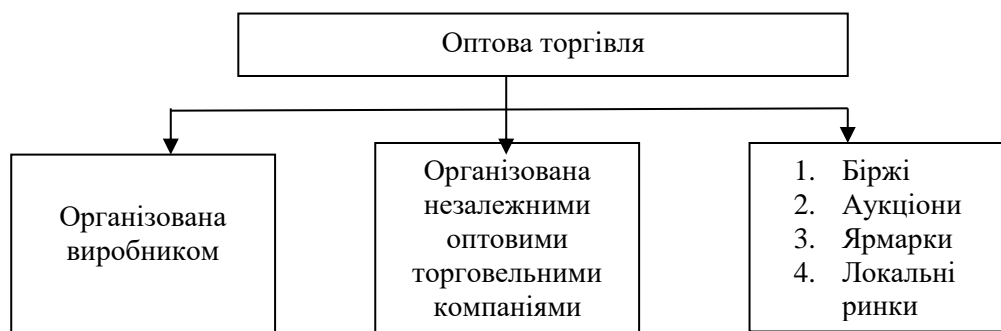 Оптова торгівля
Організована
виробником
Організована
незалежними
оптовими
торговельними
компаніями
1. Біржі
2. Аукціони
3. Ярмарки
4. Локальні
ринки